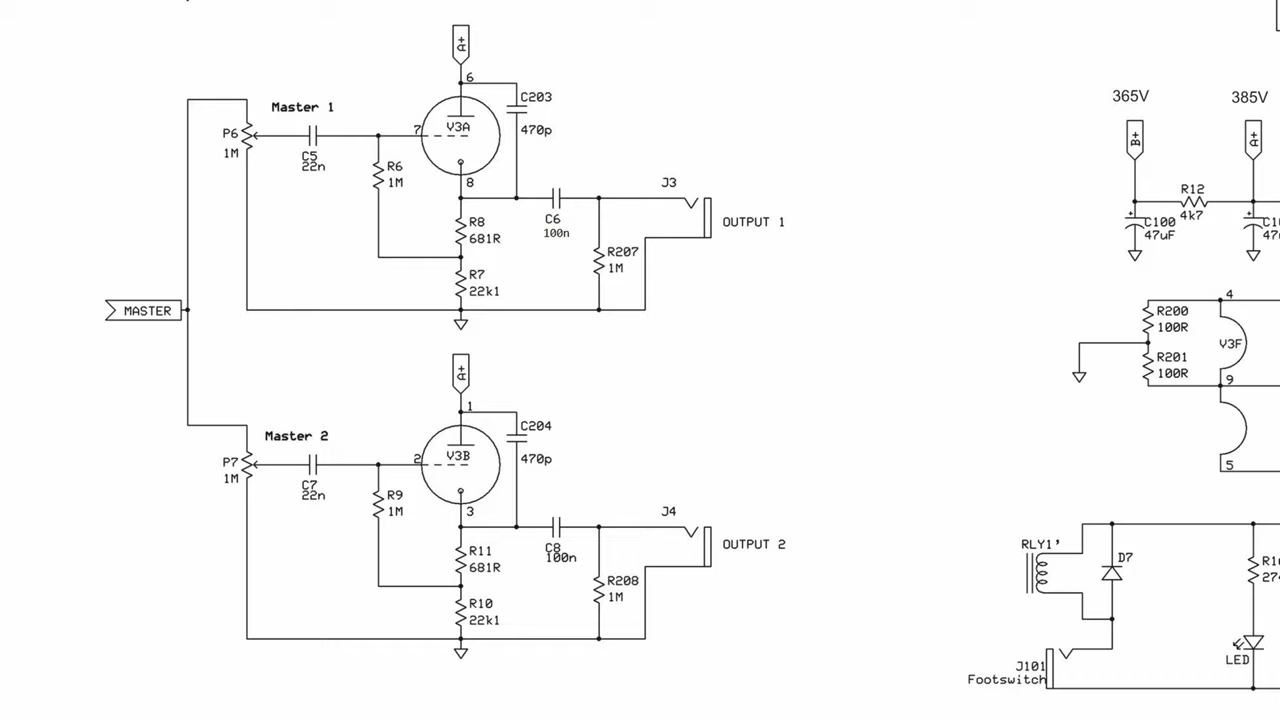 A+
6
C203
470p
Master 1
P6
1M
C5
22n
7
V3A
R6
1M
8
J3
R8
681R
C6
100n
OUTPUT 1
R207
1M
R7
22k1
MASTER
A+
1
C204
470p
Master 2
P7
1M
C7
22n
2
V3B
R9
1M
3
J4
R11
681R
C8
100n
OUTPUT 2
R208
1M
R10
22k1
365V
385V
B+
A+
R12
4k7
C100
47uF
4
R200
100R
V3F
R201
100R
9
5
RLY1'
D7
LED
J101
Footswitch